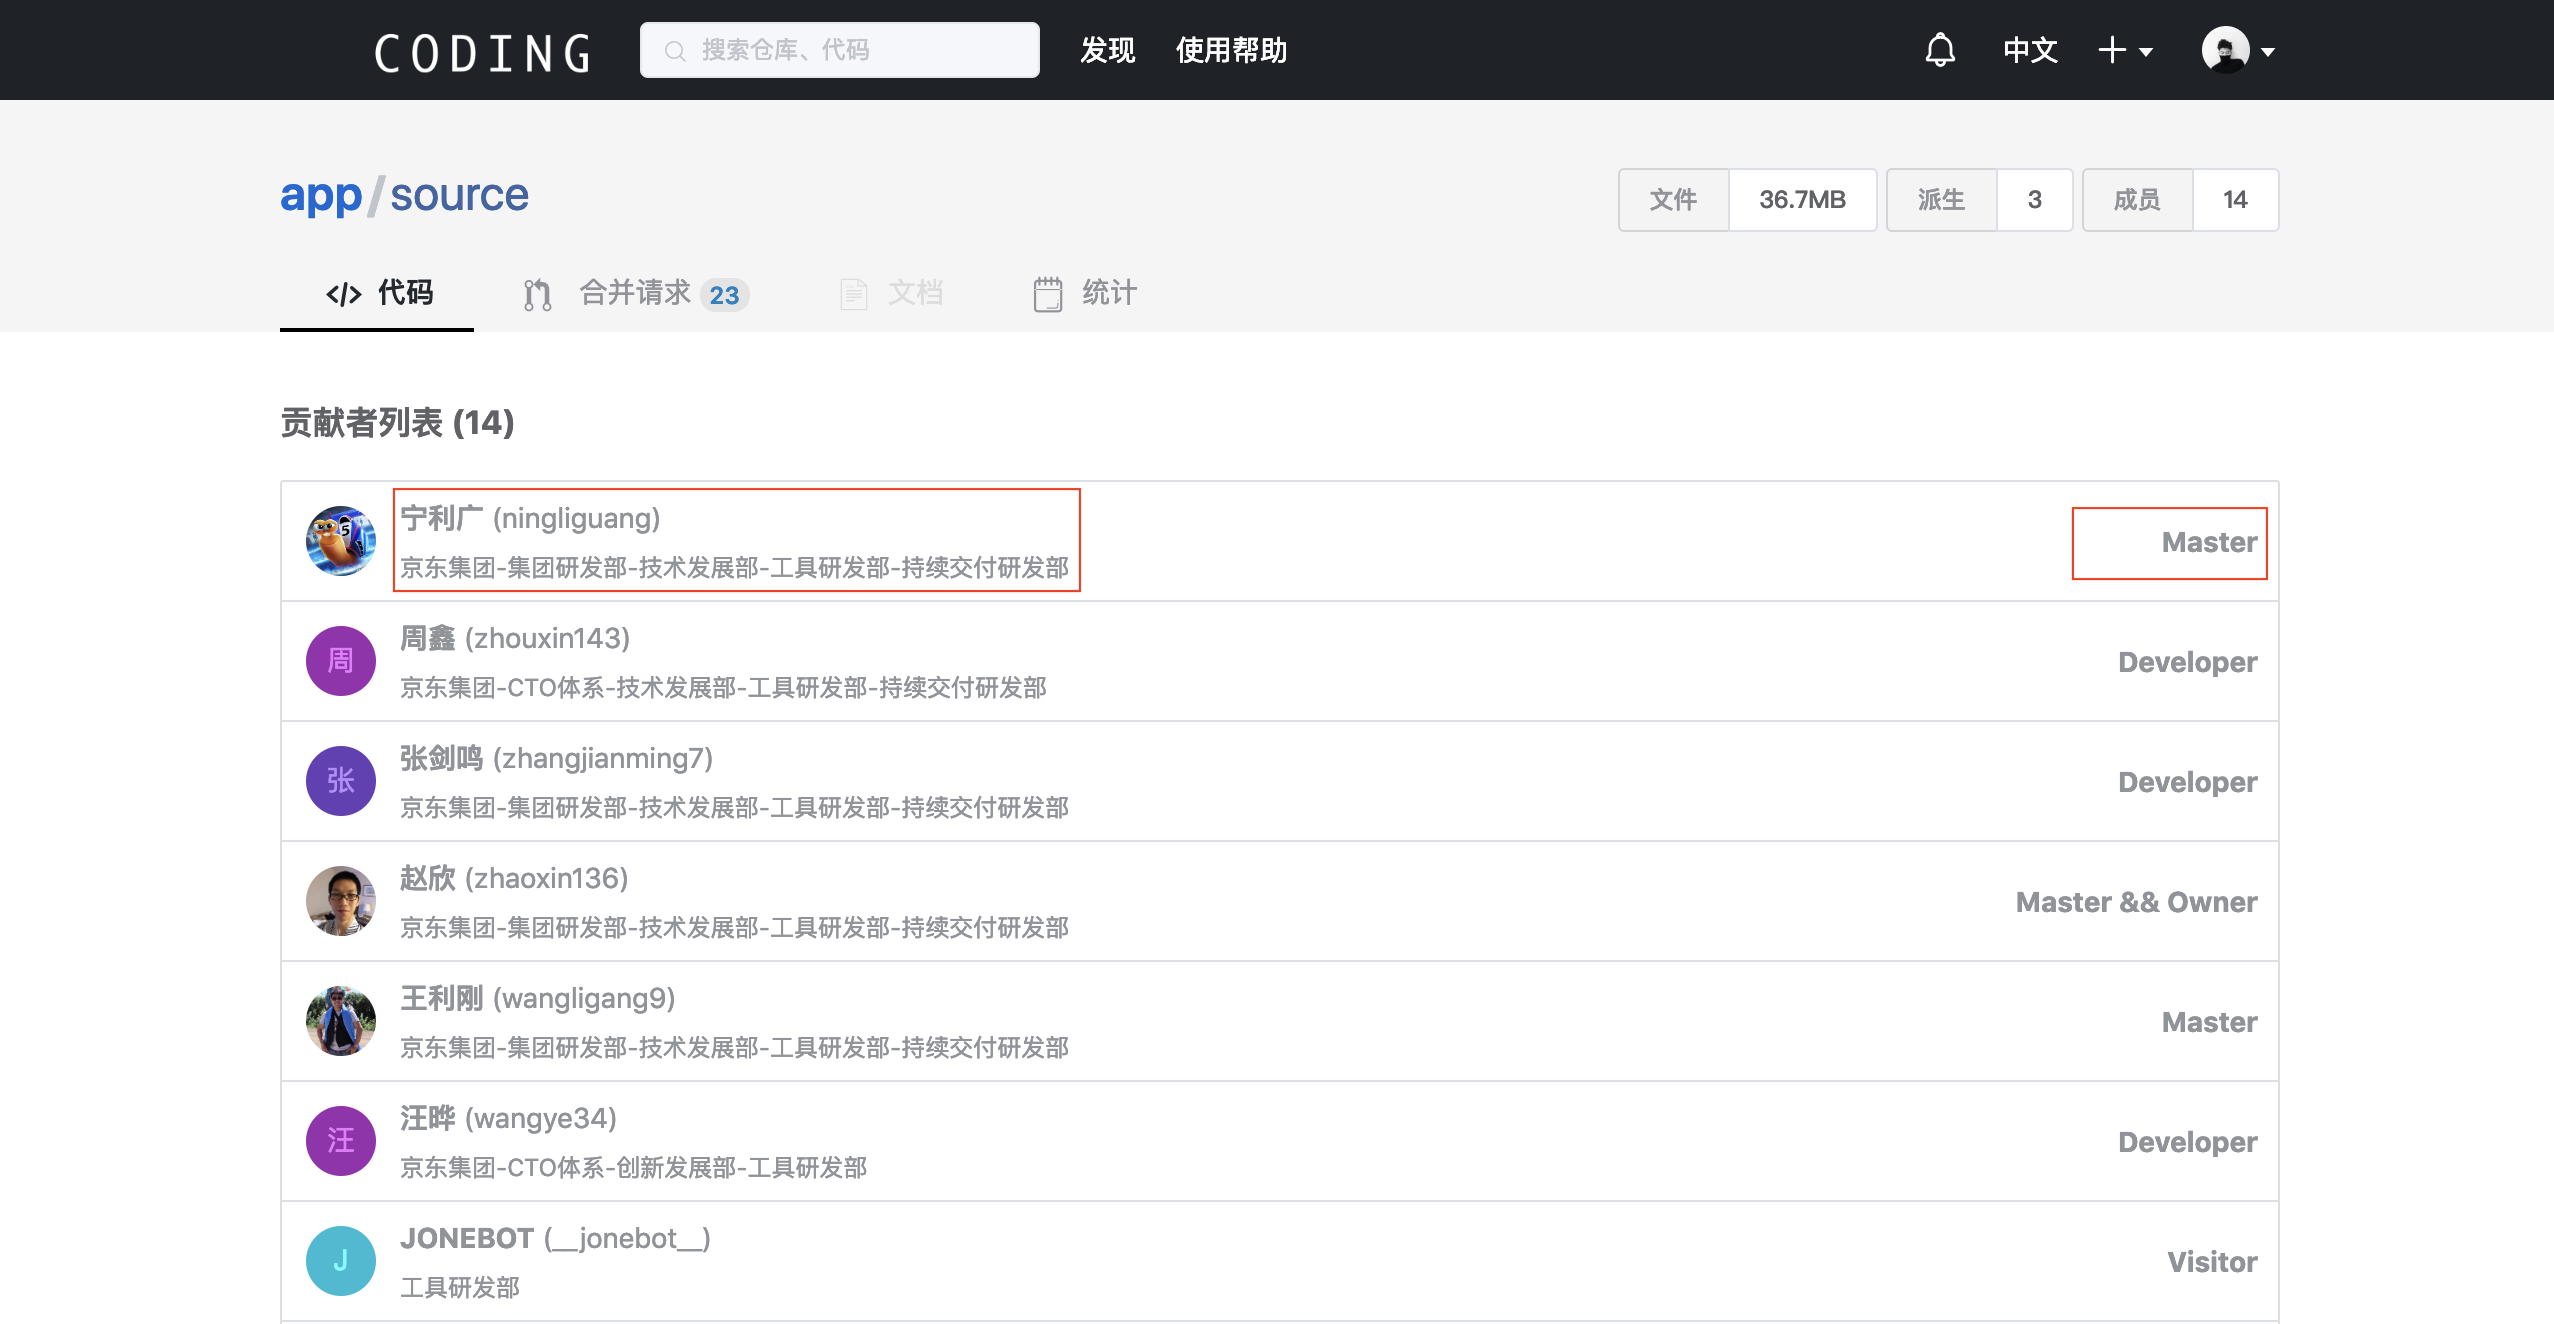 CODING 搜索仓库、代码 发现 使用帮助 中文
app/source 文件 36.7MB 派生 3 成员 14
代码 合并请求 23 文档 统计
贡献者列表 (14)
宁利广 (ningliguang)
京东集团-集团研发部-技术发展部-工具研发部-持续交付研发部
Master
周 周鑫 (zhouxin143)
京东集团-CTO体系-技术发展部-工具研发部-持续交付研发部
Developer
张 张剑鸣 (zhangjianming7)
京东集团-集团研发部-技术发展部-工具研发部-持续交付研发部
Developer
赵欣 (zhaoxin136)
京东集团-集团研发部-技术发展部-工具研发部-持续交付研发部
Master && Owner
王利刚 (wangligang9)
京东集团-集团研发部-技术发展部-工具研发部-持续交付研发部
Master
汪 汪晔 (wangye34)
京东集团-CTO体系-创新发展部-工具研发部
Developer
J JONEBOT (__jonebot__)
工具研发部
Visitor